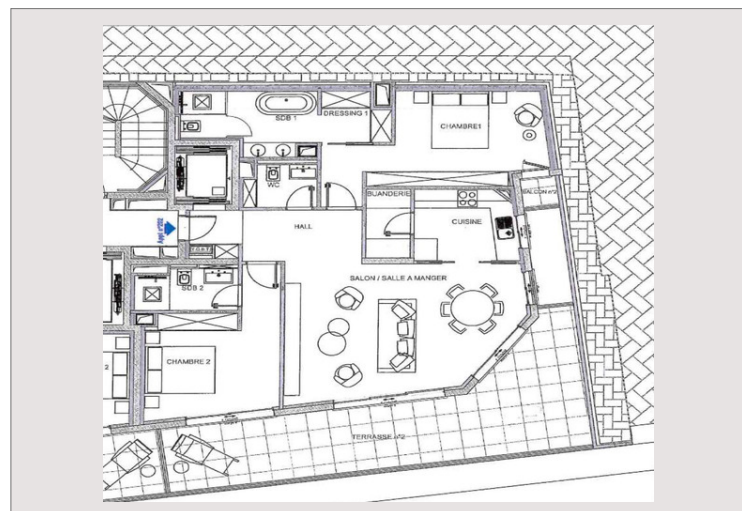 SDB 1
DRESSING 1
CHAMBRE1
WC
BUANDERIE
BALCON n°2
HALL
CUISINE
SALON / SALLE A MANGER
SDB 2
CHAMBRE 2
2
TERRASSE n°2